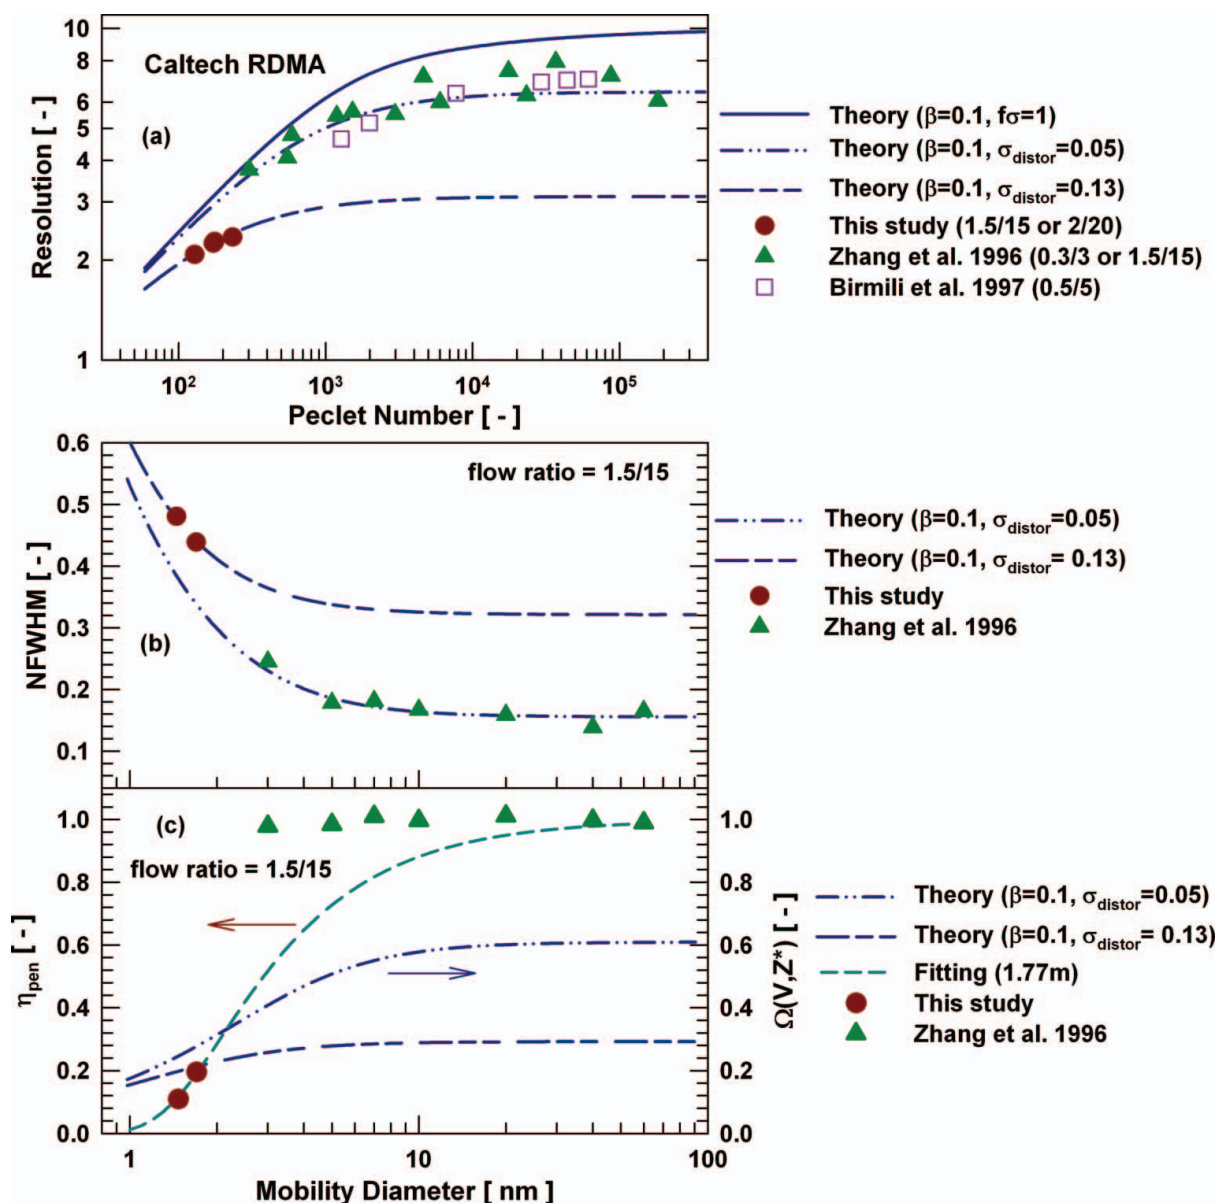 10
8
6
5
4
3
2
1
Resolution [ - ]
Caltech RDMA
(a)
10² 10³ 10⁴ 10⁵
Peclet Number [ - ]
Theory (β=0.1, fσ=1)
Theory (β=0.1, σdistor=0.05)
Theory (β=0.1, σdistor=0.13)
This study (1.5/15 or 2/20)
Zhang et al. 1996 (0.3/3 or 1.5/15)
Birmili et al. 1997 (0.5/5)
0.6
0.5
0.4
0.3
0.2
0.1
NFWHM [ - ]
flow ratio = 1.5/15
(b)
Theory (β=0.1, σdistor=0.05)
Theory (β=0.1, σdistor= 0.13)
This study
Zhang et al. 1996
1.0
0.8
0.6
0.4
0.2
0.0
ηpen [ - ]
(c)
flow ratio = 1.5/15
1.0
0.8
0.6
0.4
0.2
0.0
Ω(V,Z*) [ - ]
1 10 100
Mobility Diameter [ nm ]
Theory (β=0.1, σdistor=0.05)
Theory (β=0.1, σdistor= 0.13)
Fitting (1.77m)
This study
Zhang et al. 1996